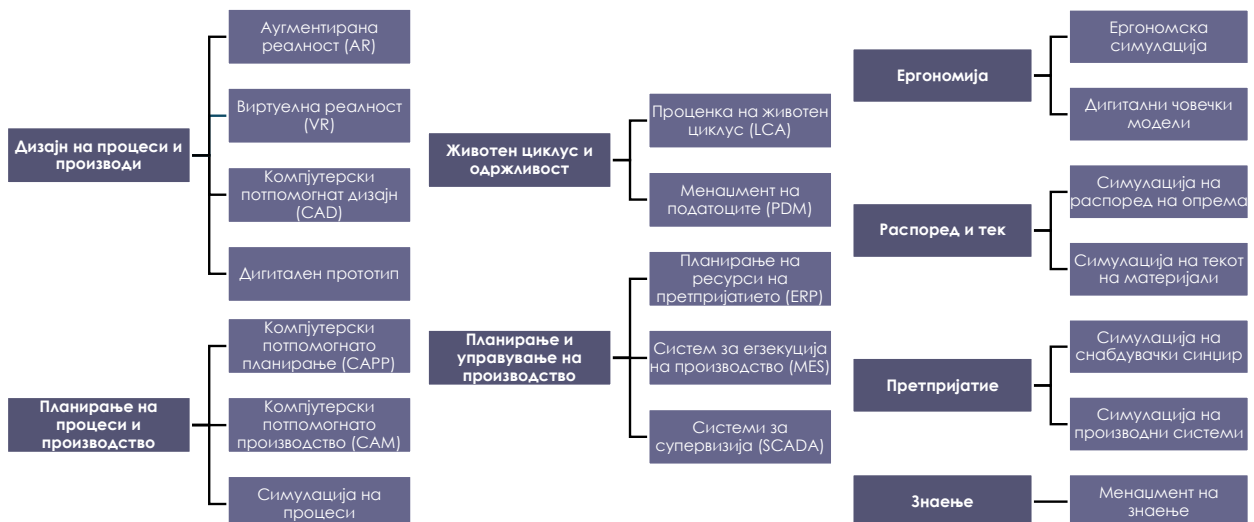 Дизајн на процеси и
производи
Аугментирана
реалност (AR)
Виртуелна реалност
(VR)
Компјутерски
потпомогнат дизајн
(CAD)
Дигитален прототип
Планирање на
процеси и
производство
Компјутерски
потпомогнато
планирање (CAPP)
Компјутерски
потпомогнато
производство (CAM)
Симулација на
процеси
Животен циклус и
одржливост
Проценка на животен
циклус (LCA)
Менаџмент на
податоците (PDM)
Планирање и
управување на
производство
Планирање на
ресурси на
претпријатието (ERP)
Систем за егзекуција
на производство (MES)
Системи за
супервизија (SCADA)
Ергономија
Ергономска
симулација
Дигитални човечки
модели
Распоред и тек
Симулација на
распоред на опрема
Симулација на текот
на материјали
Претпријатие
Симулација на
снабдувачки синџир
Симулација на
производни системи
Знаење
Менаџмент на
знаење